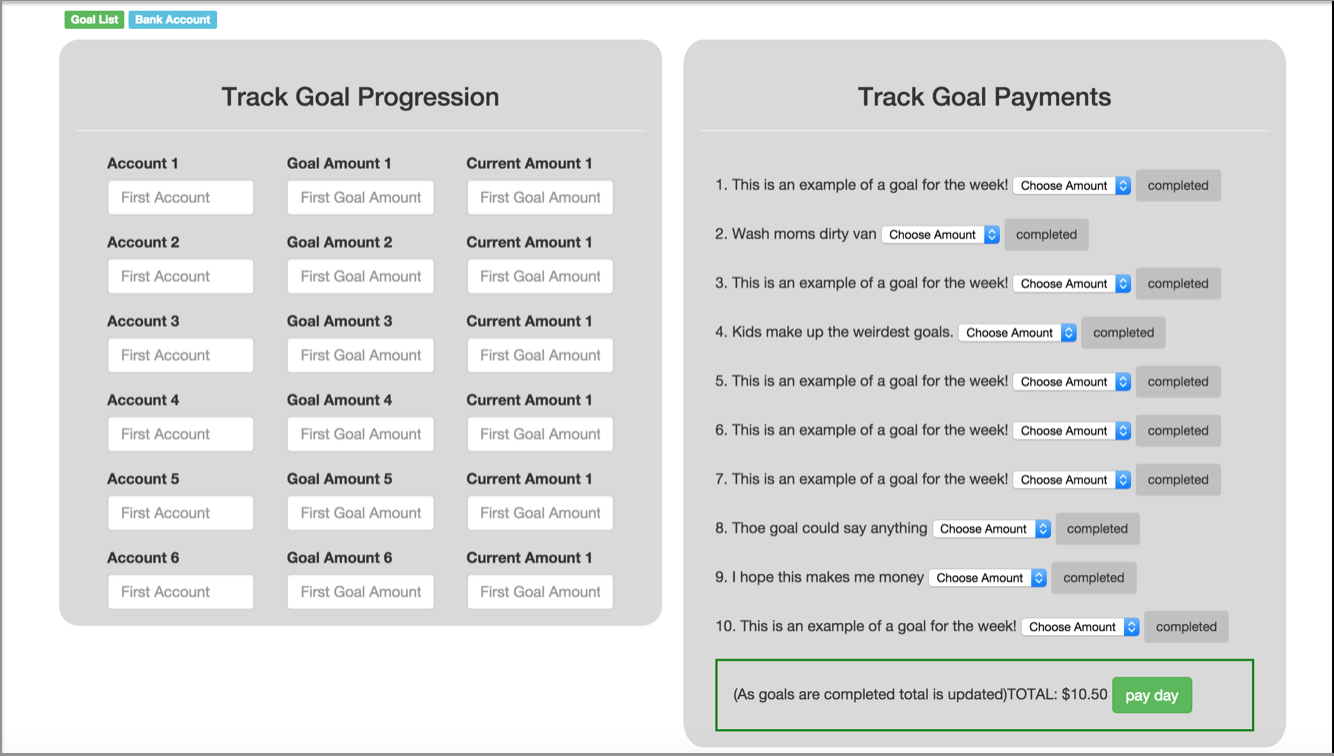 Goal List Bank Account
Track Goal Progression
Account 1 Goal Amount 1 Current Amount 1
First Account First Goal Amount First Goal Amount
Account 2 Goal Amount 2 Current Amount 1
First Account First Goal Amount First Goal Amount
Account 3 Goal Amount 3 Current Amount 1
First Account First Goal Amount First Goal Amount
Account 4 Goal Amount 4 Current Amount 1
First Account First Goal Amount First Goal Amount
Account 5 Goal Amount 5 Current Amount 1
First Account First Goal Amount First Goal Amount
Account 6 Goal Amount 6 Current Amount 1
First Account First Goal Amount First Goal Amount
Track Goal Payments
1. This is an example of a goal for the week! Choose Amount completed
2. Wash moms dirty van Choose Amount completed
3. This is an example of a goal for the week! Choose Amount completed
4. Kids make up the weirdest goals. Choose Amount completed
5. This is an example of a goal for the week! Choose Amount completed
6. This is an example of a goal for the week! Choose Amount completed
7. This is an example of a goal for the week! Choose Amount completed
8. Thoe goal could say anything Choose Amount completed
9. I hope this makes me money Choose Amount completed
10. This is an example of a goal for the week! Choose Amount completed
(As goals are completed total is updated)TOTAL: $10.50 pay day